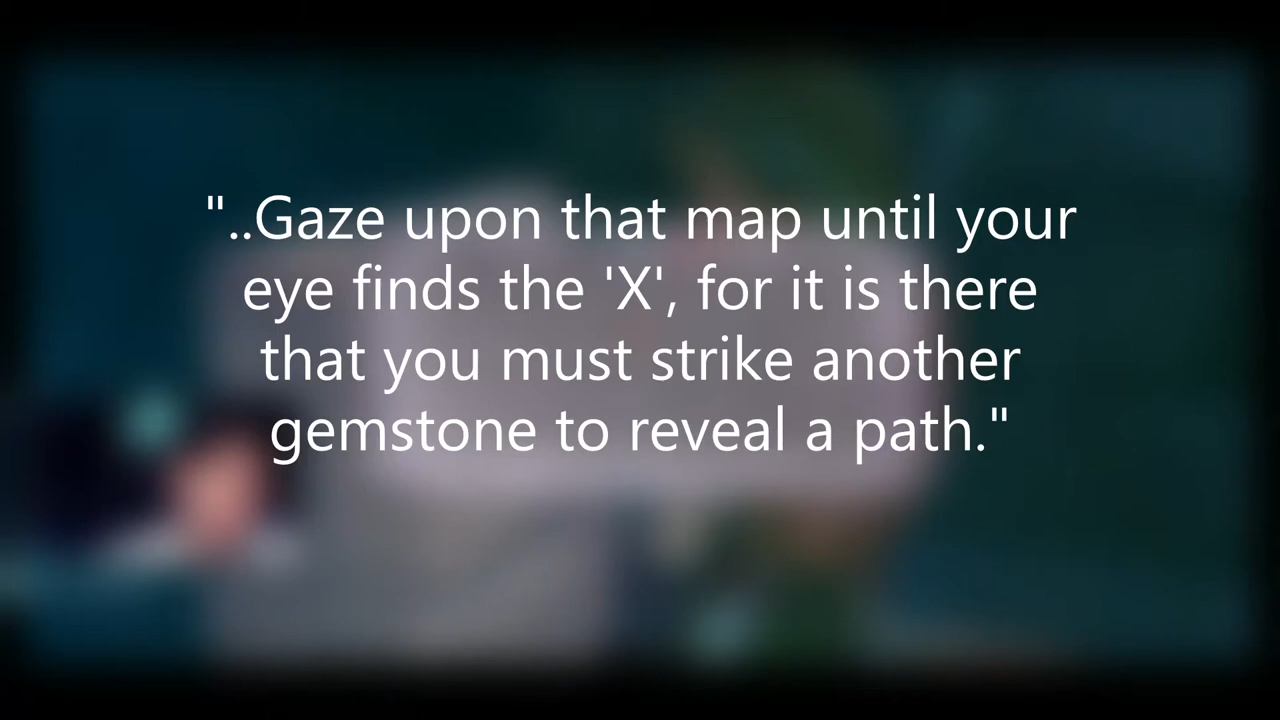 "..Gaze upon that map until your
eye finds the 'X', for it is there
that you must strike another
gemstone to reveal a path."